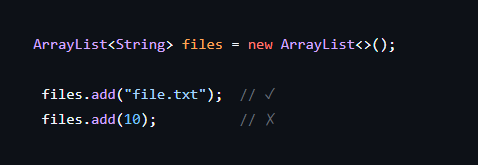 ArrayList<String> files = new ArrayList<>();
files.add("file.txt");  // ✓
files.add(10);          // ✗